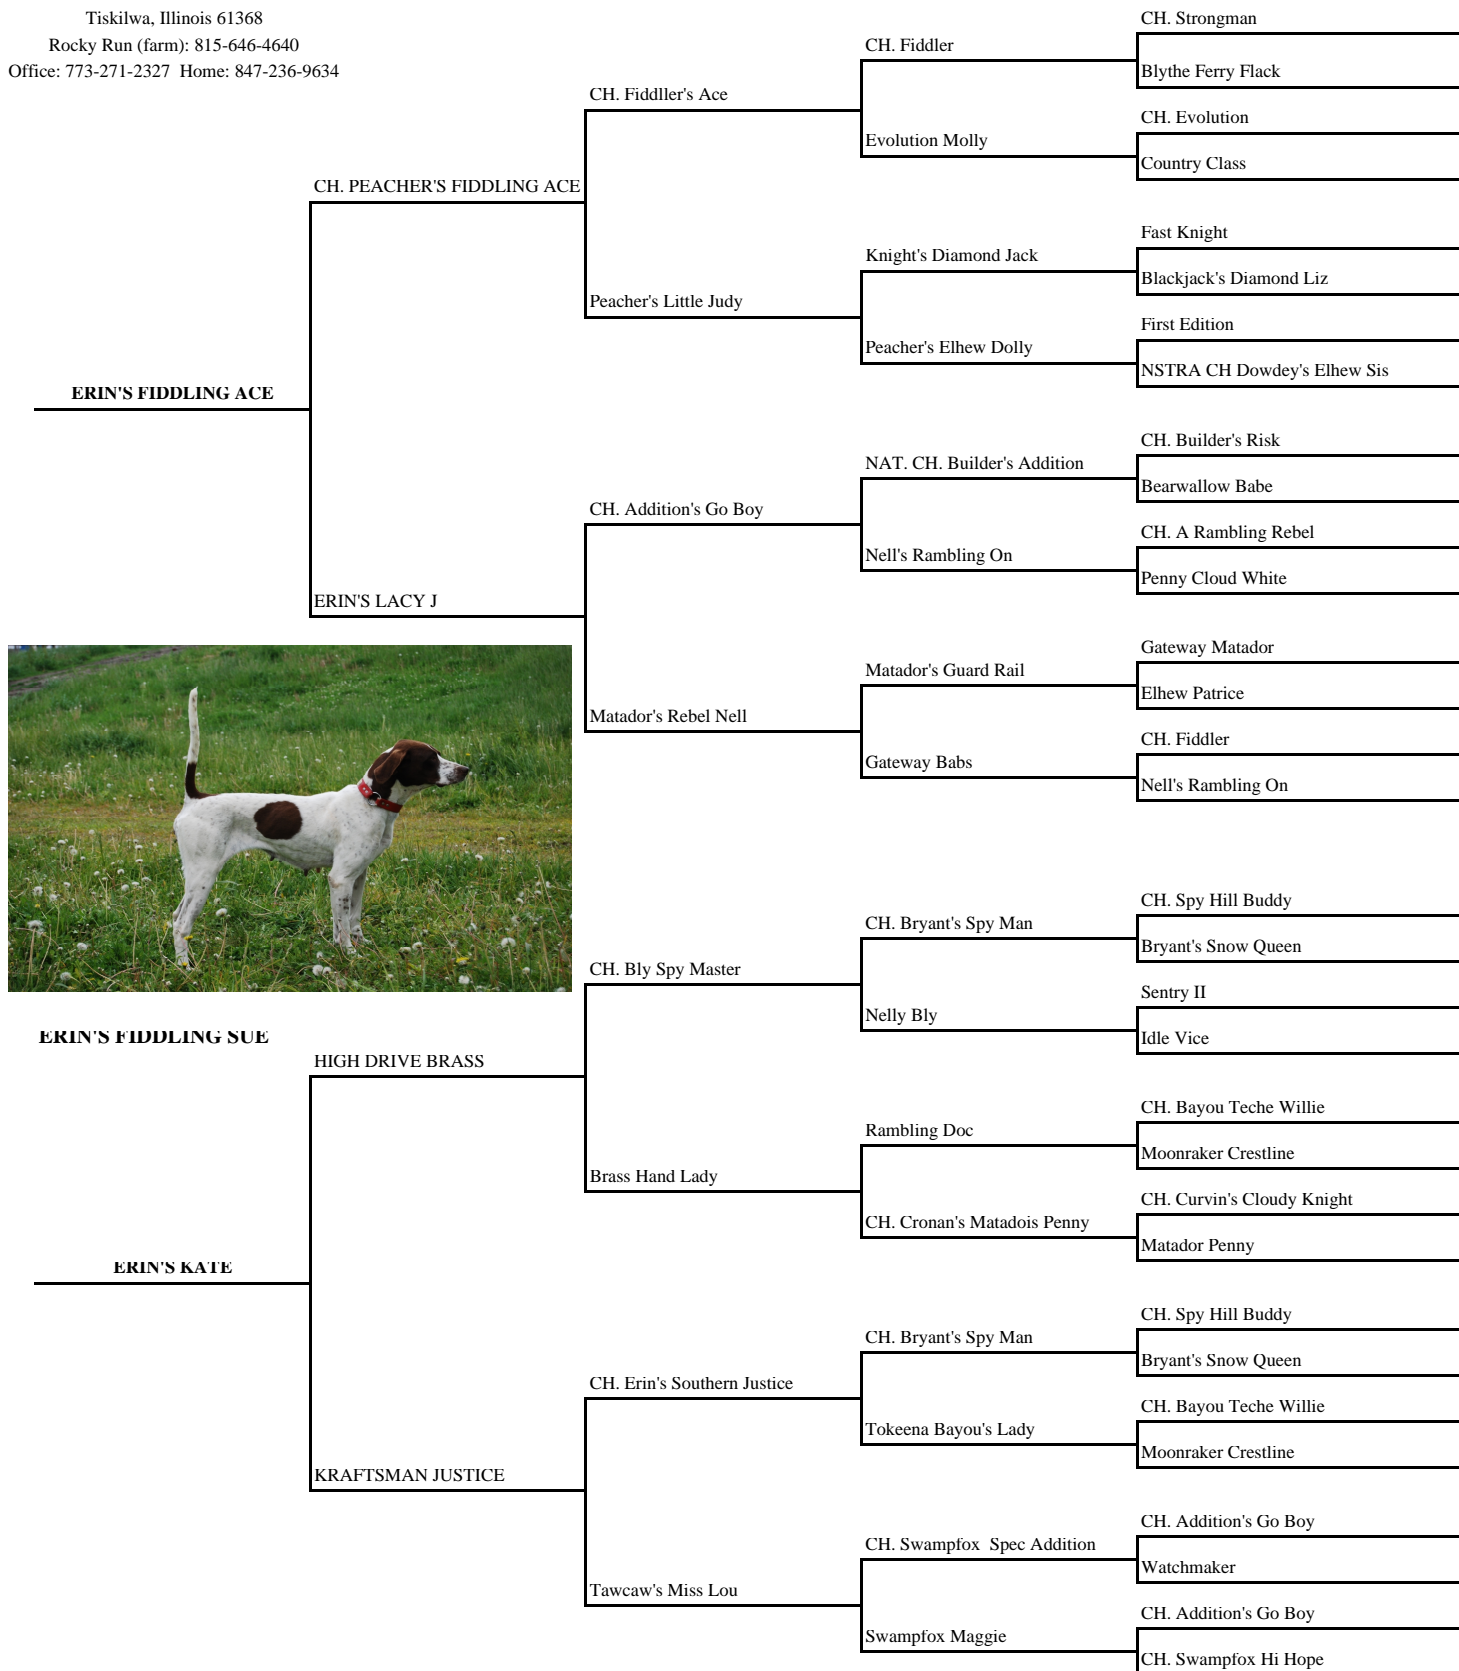 Tiskilwa, Illinois 61368
Rocky Run (farm): 815-646-4640
Office: 773-271-2327 Home: 847-236-9634
CH. Strongman
CH. Fiddler
Blythe Ferry Flack
CH. Fiddller's Ace
CH. Evolution
Evolution Molly
Country Class
CH. PEACHER'S FIDDLING ACE
Fast Knight
Knight's Diamond Jack
Blackjack's Diamond Liz
Peacher's Little Judy
First Edition
Peacher's Elhew Dolly
NSTRA CH Dowdey's Elhew Sis
ERIN'S FIDDLING ACE
CH. Builder's Risk
NAT. CH. Builder's Addition
Bearwallow Babe
CH. Addition's Go Boy
CH. A Rambling Rebel
Nell's Rambling On
Penny Cloud White
ERIN'S LACY J
Gateway Matador
Matador's Guard Rail
Elhew Patrice
Matador's Rebel Nell
CH. Fiddler
Gateway Babs
Nell's Rambling On
CH. Spy Hill Buddy
CH. Bryant's Spy Man
Bryant's Snow Queen
CH. Bly Spy Master
Sentry II
Nelly Bly
Idle Vice
ERIN'S FIDDLING SUE
HIGH DRIVE BRASS
CH. Bayou Teche Willie
Rambling Doc
Moonraker Crestline
Brass Hand Lady
CH. Curvin's Cloudy Knight
CH. Cronan's Matadois Penny
Matador Penny
ERIN'S KATE
CH. Spy Hill Buddy
CH. Bryant's Spy Man
Bryant's Snow Queen
CH. Erin's Southern Justice
CH. Bayou Teche Willie
Tokeena Bayou's Lady
Moonraker Crestline
KRAFTSMAN JUSTICE
CH. Addition's Go Boy
CH. Swampfox Spec Addition
Watchmaker
Tawcaw's Miss Lou
CH. Addition's Go Boy
Swampfox Maggie
CH. Swampfox Hi Hope